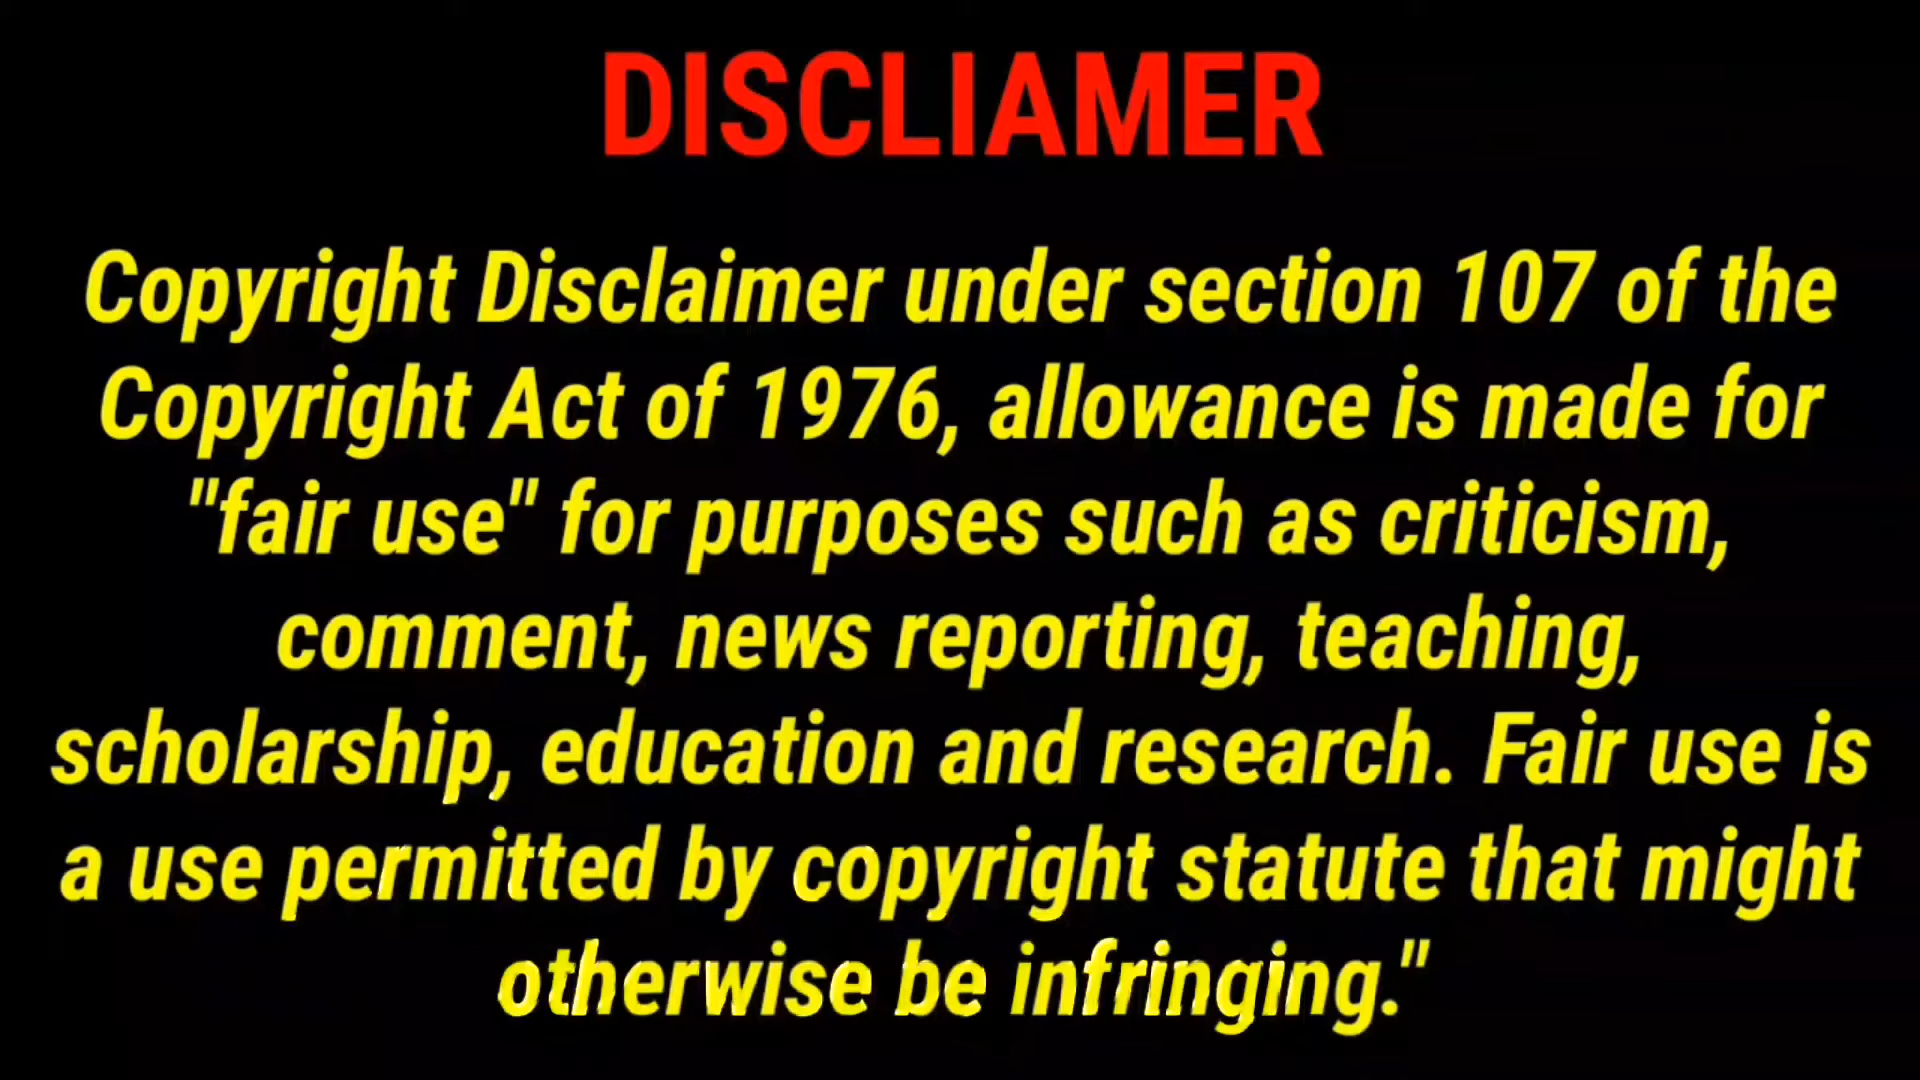 DISCLIAMER
Copyright Disclaimer under section 107 of the
Copyright Act of 1976, allowance is made for
"fair use" for purposes such as criticism,
comment, news reporting, teaching,
scholarship, education and research. Fair use is
a use permitted by copyright statute that might
otherwise be infringing."